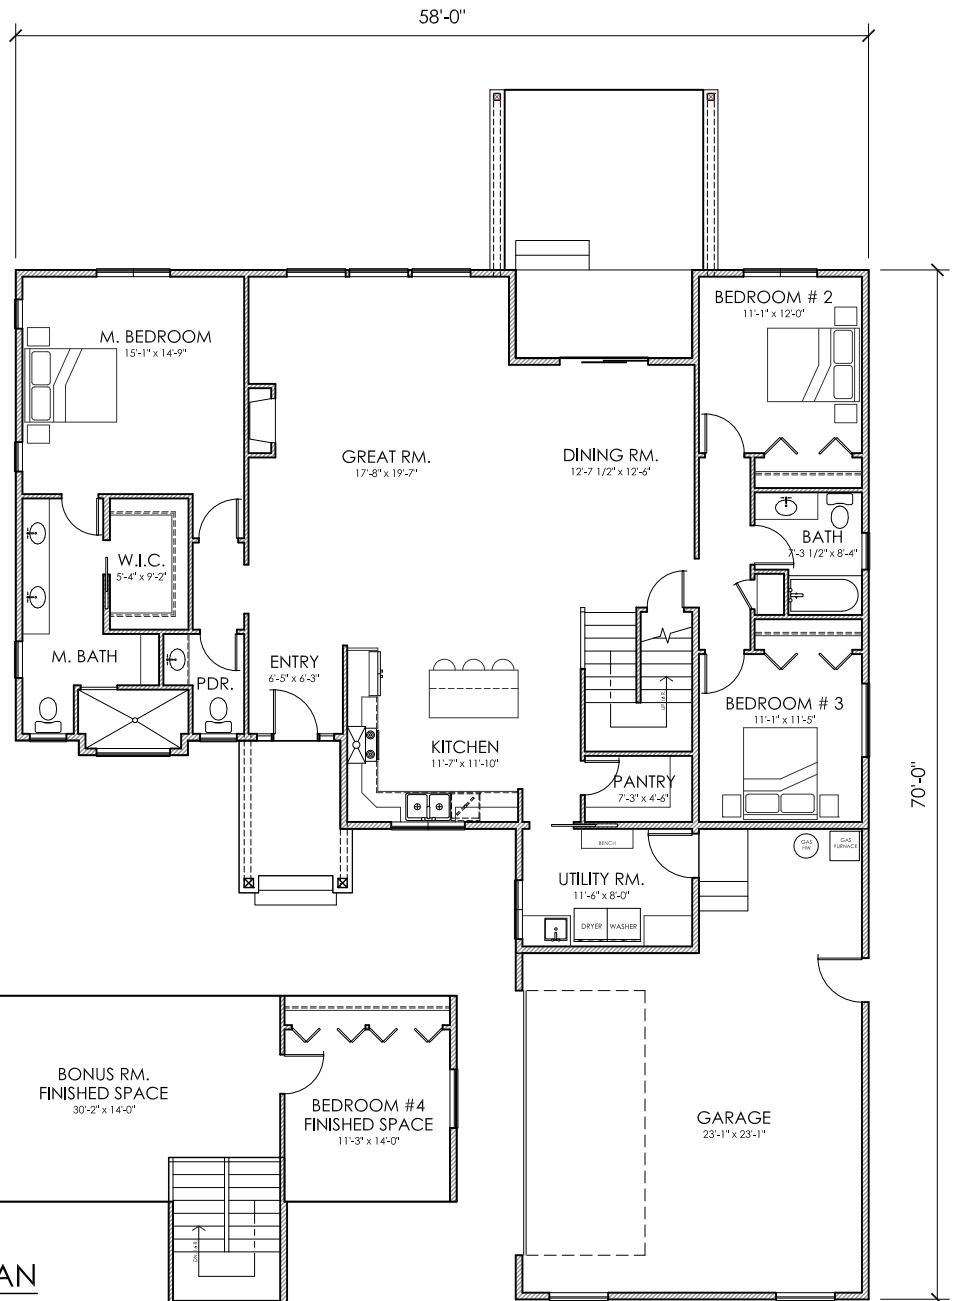 58'-0"
BEDROOM # 2
11'-1" x 12'-0"
M. BEDROOM
15'-1" x 14'-9"
GREAT RM.
17'-8" x 19'-7"
DINING RM.
12'-7 1/2" x 12'-6"
BATH
7'-3 1/2" x 8'-4"
W.I.C.
5'-4" x 9'-2"
M. BATH
PDR.
ENTRY
6'-5" x 6'-3"
BEDROOM # 3
11'-1" x 11'-5"
KITCHEN
11'-7" x 11'-10"
PANTRY
7'-3" x 4'-6"
70'-0"
BENCH
GAS
HW
GAS
FURNACE
UTILITY RM.
11'-6" x 8'-0"
DRYER
WASHER
BONUS RM.
FINISHED SPACE
30'-2" x 14'-0"
BEDROOM #4
FINISHED SPACE
11'-3" x 14'-0"
GARAGE
23'-1" x 23'-1"
AN